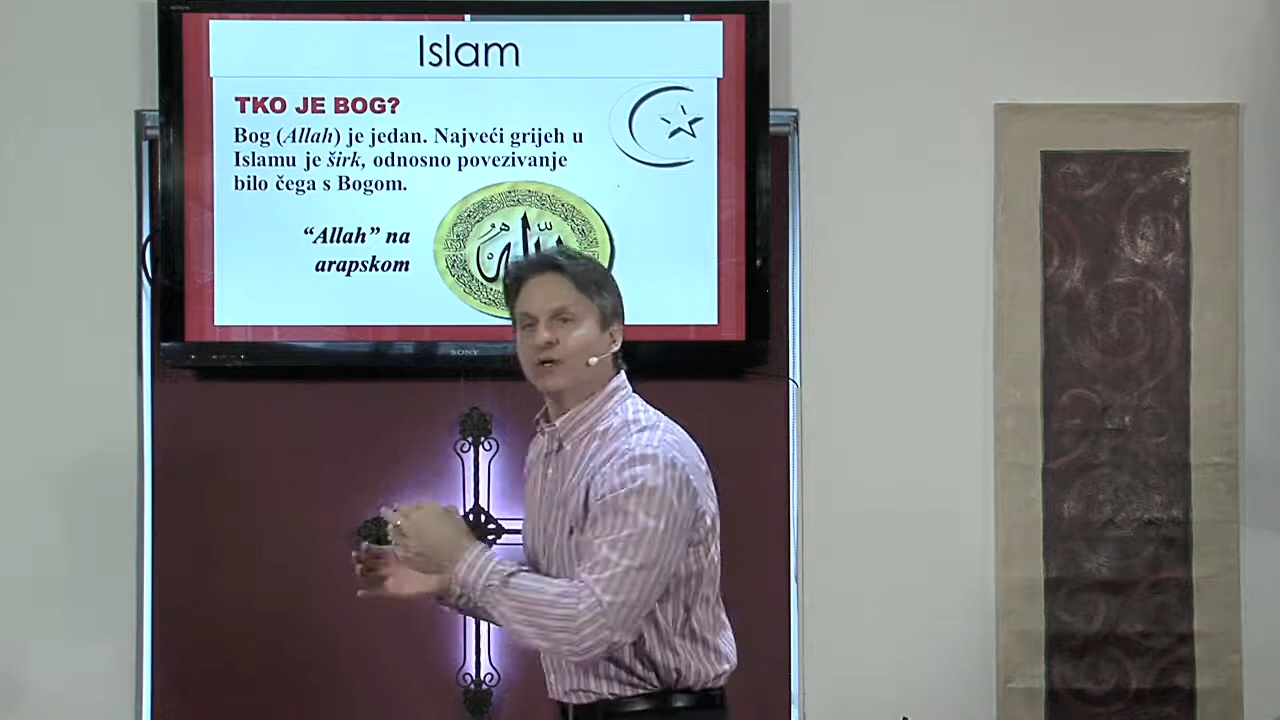 Islam
TKO JE BOG?
Bog (Allah) je jedan. Najveći grijeh u
Islamu je širk, odnosno povezivanje
bilo čega s Bogom.
“Allah” na
arapskom
SONY